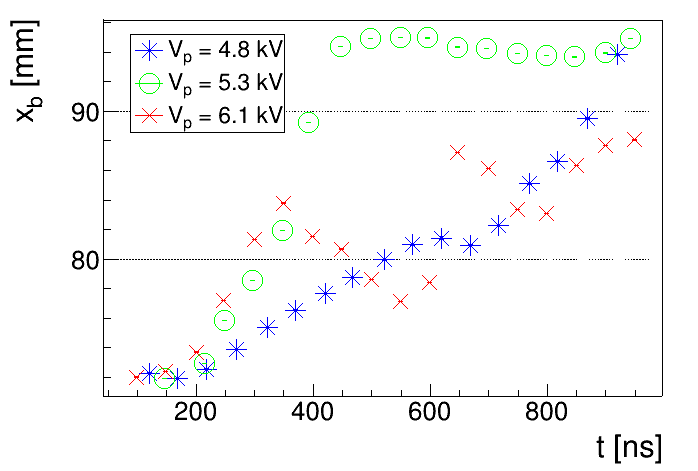 x_b [mm]
V_p = 4.8 kV
V_p = 5.3 kV
V_p = 6.1 kV
90
80
200 400 600 800
t [ns]